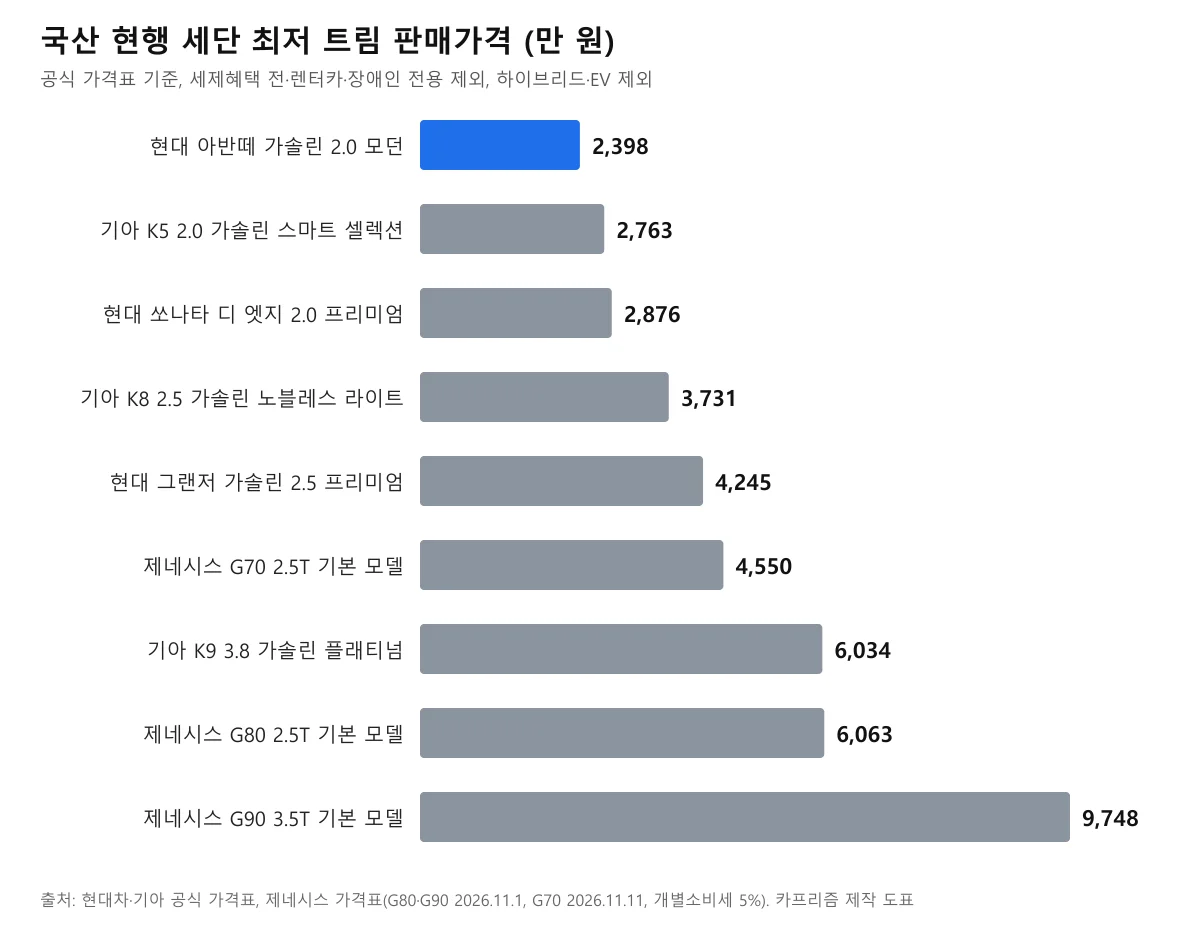 국산 현행 세단 최저 트림 판매가격 (만 원)
공식 가격표 기준, 세제혜택 전·렌터카·장애인 전용 제외, 하이브리드·EV 제외
현대 아반떼 가솔린 2.0 모던 2,398
기아 K5 2.0 가솔린 스마트 셀렉션 2,763
현대 쏘나타 디 엣지 2.0 프리미엄 2,876
기아 K8 2.5 가솔린 노블레스 라이트 3,731
현대 그랜저 가솔린 2.5 프리미엄 4,245
제네시스 G70 2.5T 기본 모델 4,550
기아 K9 3.8 가솔린 플래티넘 6,034
제네시스 G80 2.5T 기본 모델 6,063
제네시스 G90 3.5T 기본 모델 9,748
출처: 현대차·기아 공식 가격표, 제네시스 가격표(G80·G90 2026.11.1, G70 2026.11.11, 개별소비세 5%). 카프리즘 제작 도표